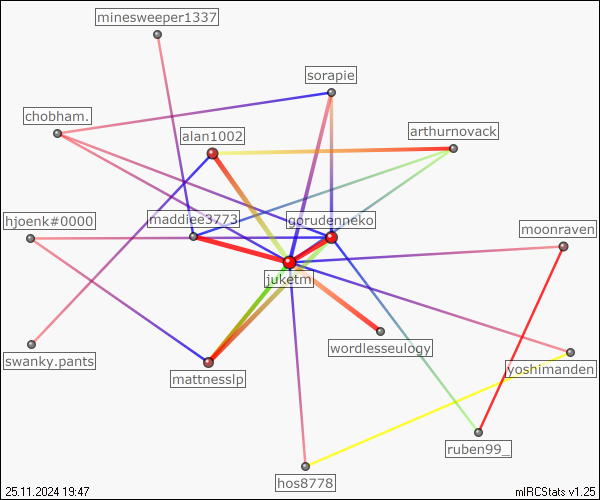 minesweeper1337
sorapie
chobham.
arthurnovack
alan1002
hjoenk#0000
maddiee3773
gorudenneko
moonraven
juketm
wordlesseulogy
swanky.pants
yoshimanden
mattnesslp
ruben99_
hos8778
25.11.2024 19:47
mIRCStats v1.25